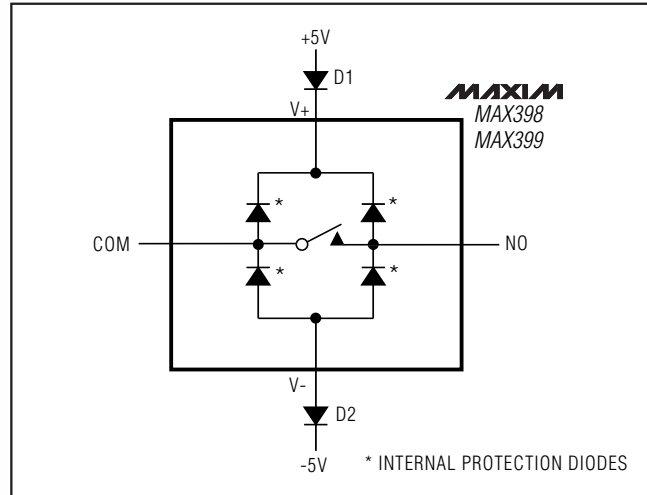 +5V
D1
V+
MAXIM
MAX398
MAX399
*
*
COM
NO
*
*
V-
D2
-5V
* INTERNAL PROTECTION DIODES